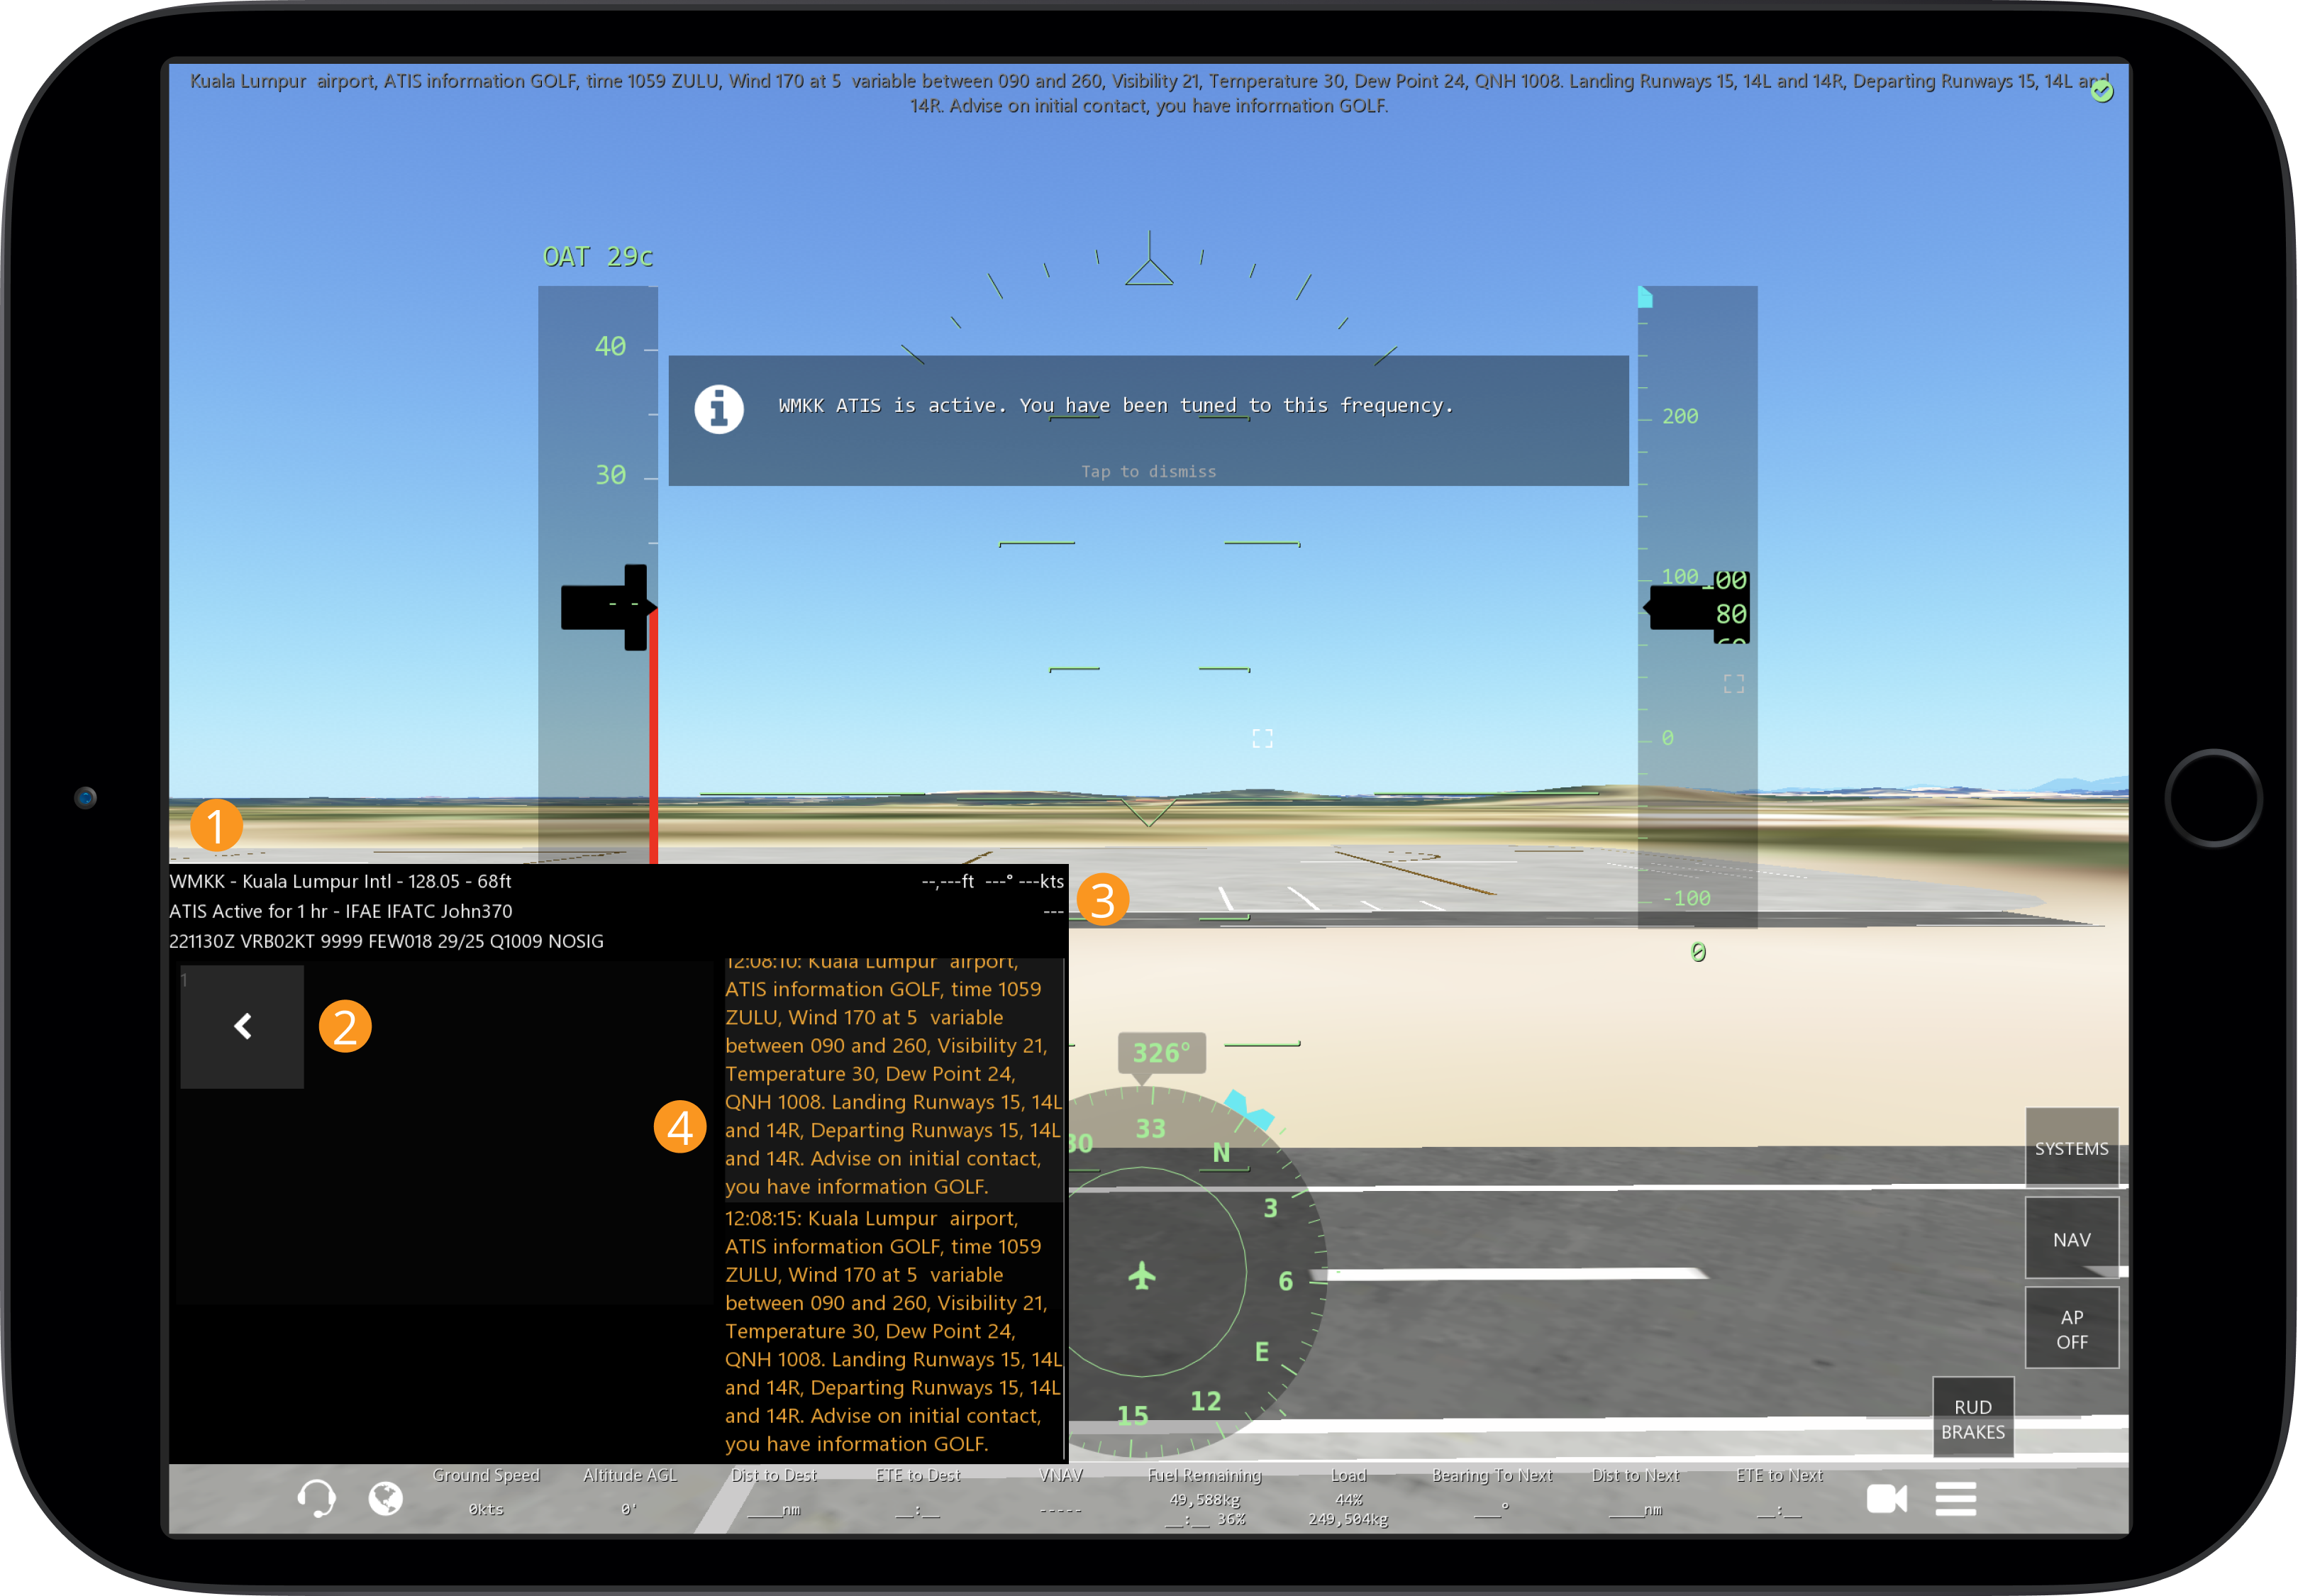 Kuala Lumpur  airport, ATIS information GOLF, time 1059 ZULU, Wind 170 at 5  variable between 090 and 260, Visibility 21, Temperature 30, Dew Point 24, QNH 1008. Landing Runways 15, 14L and 14R, Departing Runways 15, 14L and
14R. Advise on initial contact, you have information GOLF.
OAT 29c
40
30
- -
WMKK ATIS is active. You have been tuned to this frequency.
Tap to dismiss
200
100
100
80
60
0
-100
0
1
WMKK - Kuala Lumpur Intl - 128.05 - 68ft
--,---ft ---° ---kts
ATIS Active for 1 hr - IFAE IFATC John370
---
3
221130Z VRB02KT 9999 FEW018 29/25 Q1009 NOSIG
1
2
4
12:08:10: Kuala Lumpur  airport,
ATIS information GOLF, time 1059
ZULU, Wind 170 at 5  variable
between 090 and 260, Visibility 21,
Temperature 30, Dew Point 24,
QNH 1008. Landing Runways 15, 14L
and 14R, Departing Runways 15, 14L
and 14R. Advise on initial contact,
you have information GOLF.
12:08:15: Kuala Lumpur  airport,
ATIS information GOLF, time 1059
ZULU, Wind 170 at 5  variable
between 090 and 260, Visibility 21,
Temperature 30, Dew Point 24,
QNH 1008. Landing Runways 15, 14L
and 14R, Departing Runways 15, 14L
and 14R. Advise on initial contact,
you have information GOLF.
326°
30
33
N
3
6
E
12
15
SYSTEMS
NAV
AP
OFF
RUD
BRAKES
Ground Speed
0kts
Altitude AGL
0'
Dist to Dest
____nm
ETE to Dest
__:__
VNAV
-----
Fuel Remaining
49,588kg
__:__ 36%
Load
44%
249,504kg
Bearing To Next
___°
Dist to Next
____nm
ETE to Next
__:__